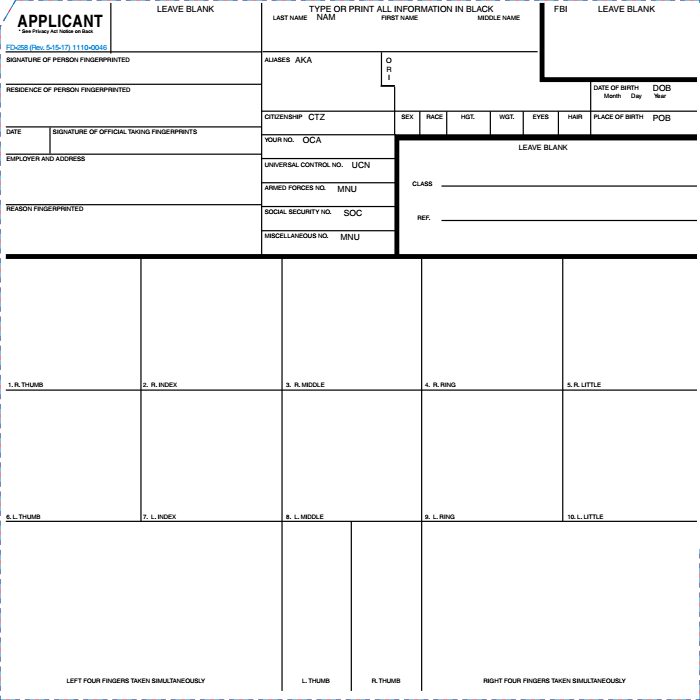 APPLICANT
* See Privacy Act Notice on Back
FD-258 (Rev. 5-15-17) 1110-0046
LEAVE BLANK
TYPE OR PRINT ALL INFORMATION IN BLACK
LAST NAME NAM FIRST NAME MIDDLE NAME
FBI LEAVE BLANK
SIGNATURE OF PERSON FINGERPRINTED
ALIASES AKA
O
R
I
RESIDENCE OF PERSON FINGERPRINTED
DATE OF BIRTH DOB
Month Day Year
CITIZENSHIP CTZ
SEX RACE HGT. WGT. EYES HAIR PLACE OF BIRTH POB
DATE SIGNATURE OF OFFICIAL TAKING FINGERPRINTS
YOUR NO. OCA
LEAVE BLANK
EMPLOYER AND ADDRESS
UNIVERSAL CONTROL NO. UCN
CLASS
ARMED FORCES NO. MNU
REASON FINGERPRINTED
SOCIAL SECURITY NO. SOC
REF.
MISCELLANEOUS NO. MNU
1. R. THUMB 2. R. INDEX 3. R. MIDDLE 4. R. RING 5. R. LITTLE
6. L. THUMB 7. L. INDEX 8. L. MIDDLE 9. L. RING 10. L. LITTLE
LEFT FOUR FINGERS TAKEN SIMULTANEOUSLY L. THUMB R. THUMB RIGHT FOUR FINGERS TAKEN SIMULTANEOUSLY